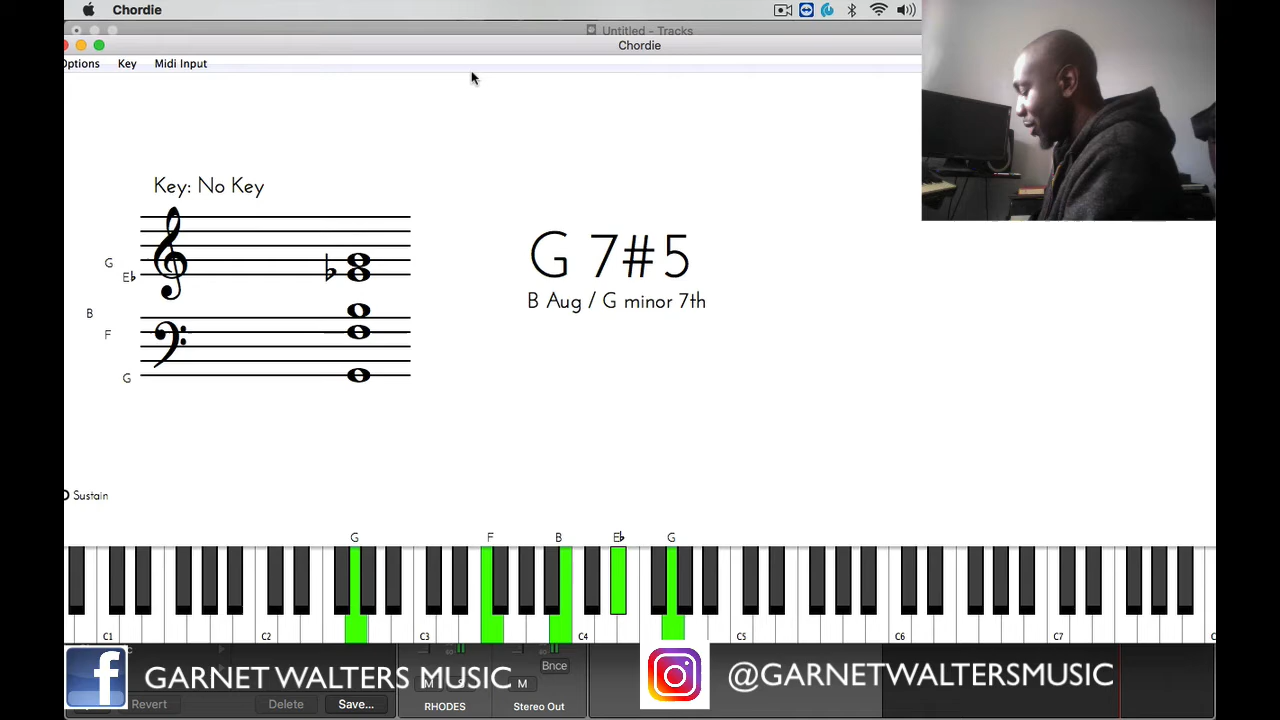 Chordie
Untitled - Tracks
Chordie
Options Key Midi Input
Key: No Key
G
E♭
B
F
G
G 7#5
B Aug / G minor 7th
Sustain
G F B E♭ G
C1 C2 C3 C4 C5 C6 C7
GARNET WALTERS MUSIC
@GARNETWALTERSMUSIC
Bnce
M M
Revert Delete Save... RHODES Stereo Out